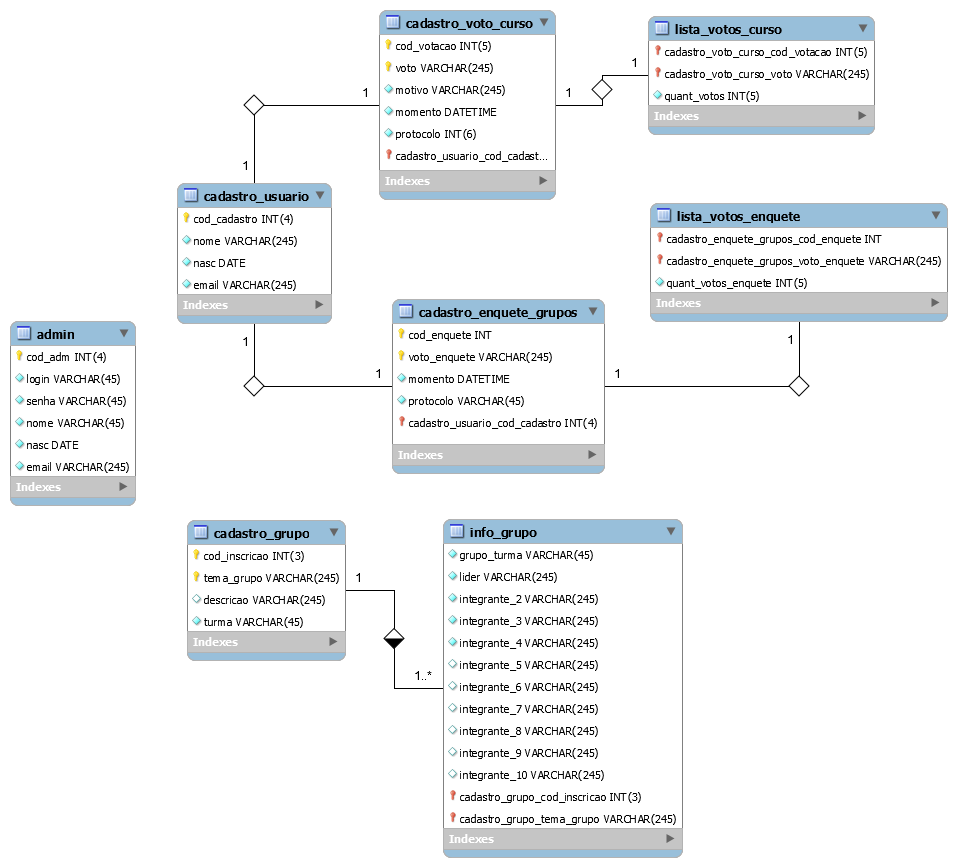 cadastro_voto_curso
cod_votacao INT(5)
voto VARCHAR(245)
motivo VARCHAR(245)
momento DATETIME
protocolo INT(6)
cadastro_usuario_cod_cadast...
Indexes
lista_votos_curso
cadastro_voto_curso_cod_votacao INT(5)
cadastro_voto_curso_voto VARCHAR(245)
quant_votos INT(5)
Indexes
1
1
1
1
cadastro_usuario
cod_cadastro INT(4)
nome VARCHAR(245)
nasc DATE
email VARCHAR(245)
Indexes
lista_votos_enquete
cadastro_enquete_grupos_cod_enquete INT
cadastro_enquete_grupos_voto_enquete VARCHAR(245)
quant_votos_enquete INT(5)
Indexes
cadastro_enquete_grupos
cod_enquete INT
voto_enquete VARCHAR(245)
momento DATETIME
protocolo VARCHAR(45)
cadastro_usuario_cod_cadastro INT(4)
Indexes
1
1
1
1
admin
cod_adm INT(4)
login VARCHAR(45)
senha VARCHAR(45)
nome VARCHAR(45)
nasc DATE
email VARCHAR(245)
Indexes
cadastro_grupo
cod_inscricao INT(3)
tema_grupo VARCHAR(245)
descricao VARCHAR(245)
turma VARCHAR(45)
Indexes
1
1..*
info_grupo
grupo_turma VARCHAR(45)
lider VARCHAR(245)
integrante_2 VARCHAR(245)
integrante_3 VARCHAR(245)
integrante_4 VARCHAR(245)
integrante_5 VARCHAR(245)
integrante_6 VARCHAR(245)
integrante_7 VARCHAR(245)
integrante_8 VARCHAR(245)
integrante_9 VARCHAR(245)
integrante_10 VARCHAR(245)
cadastro_grupo_cod_inscricao INT(3)
cadastro_grupo_tema_grupo VARCHAR(245)
Indexes